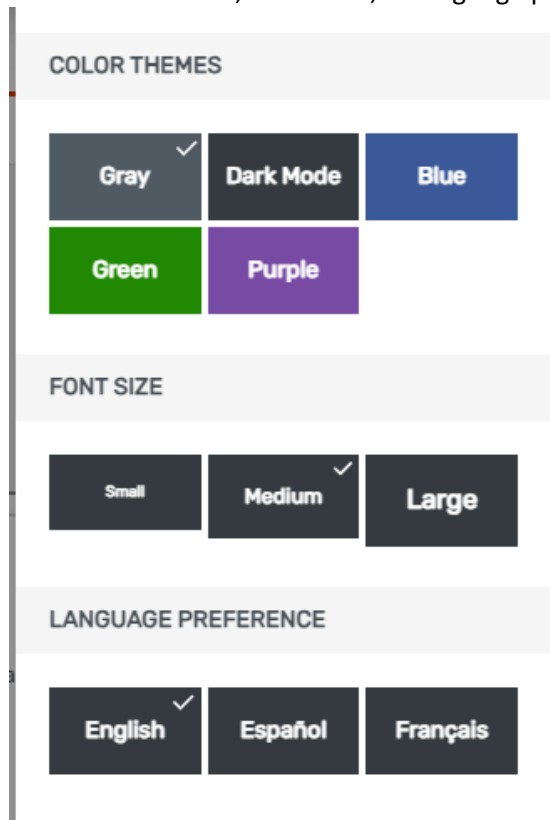 COLOR THEMES
Gray Dark Mode Blue
Green Purple
FONT SIZE
Small Medium Large
LANGUAGE PREFERENCE
English Español Français